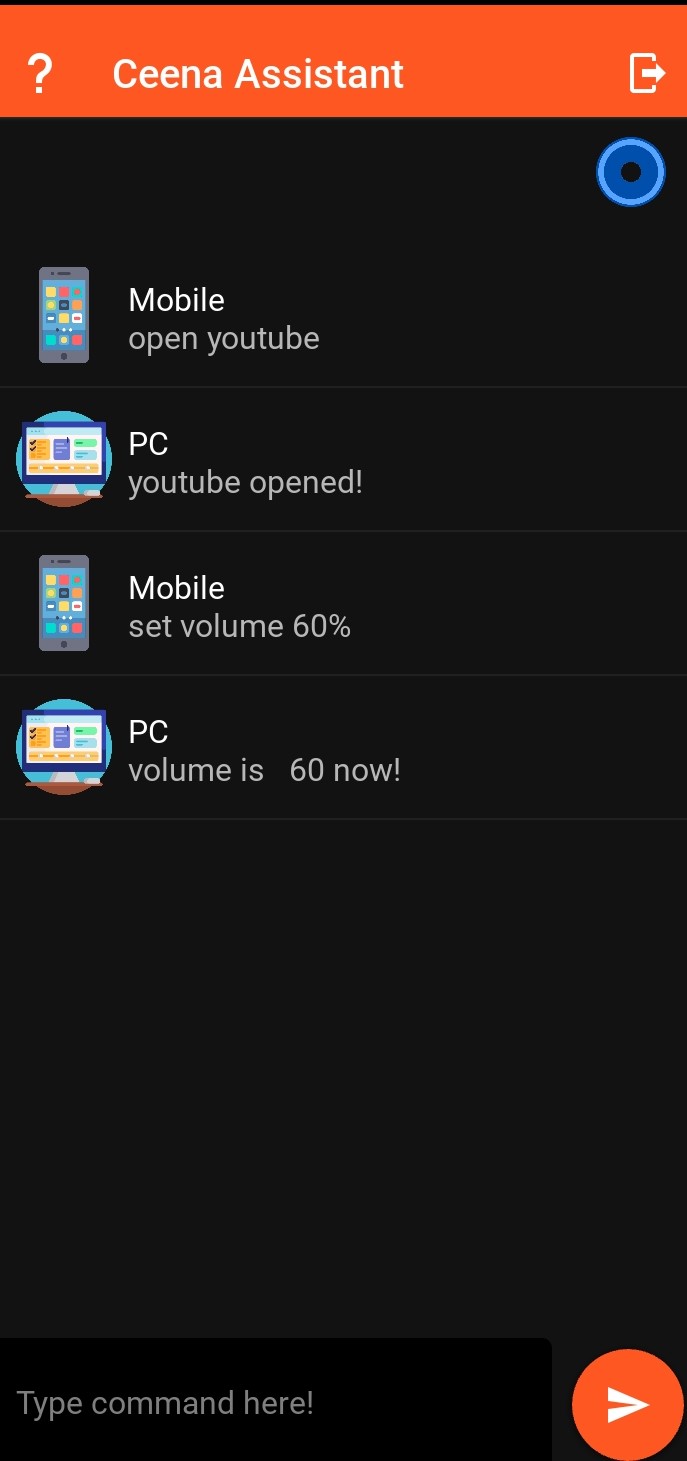 ? Ceena Assistant
Mobile
open youtube
PC
youtube opened!
Mobile
set volume 60%
PC
volume is   60 now!
Type command here!